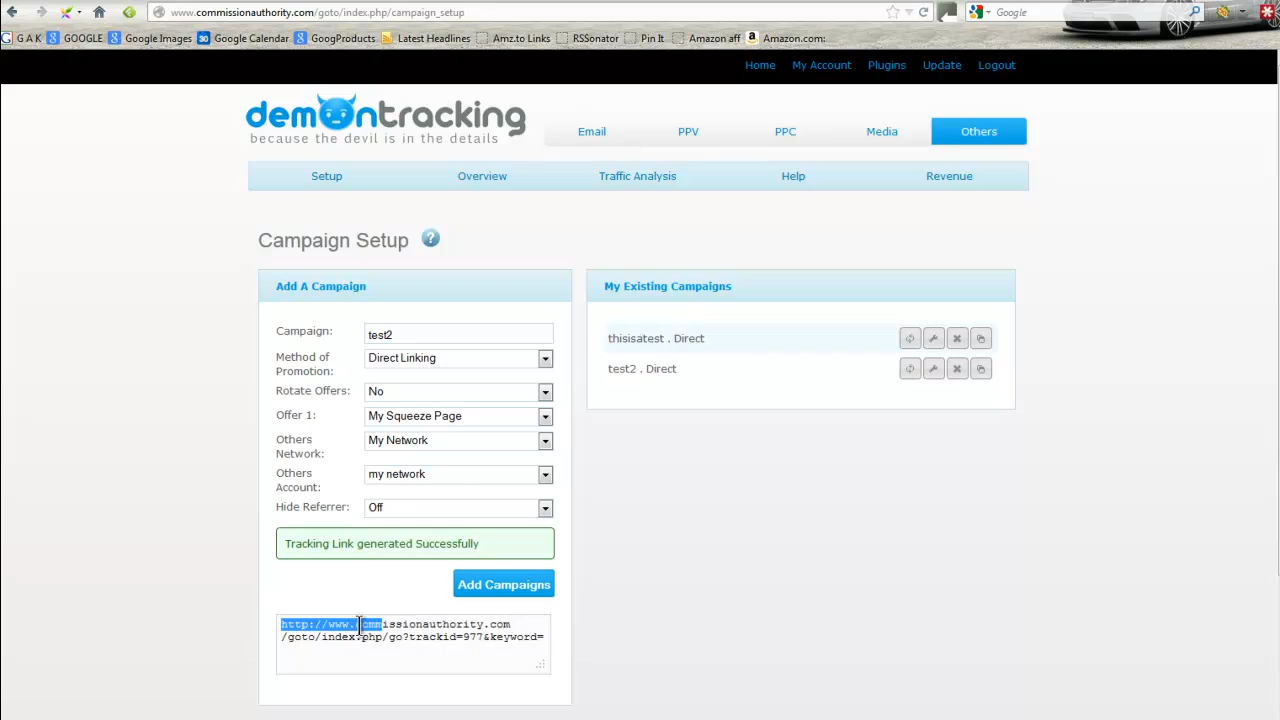 www.commissionauthority.com/goto/index.php/campaign_setup
Google
G A K
GOOGLE
Google Images
30
Google Calendar
GoogProducts
Latest Headlin
mz.to Links
RSSonator
Pin It
Amazon aff
Amazon.com:
Home
My Account
Plugins
Update
Logout
demontracking
because the devil is in the details
Email
PPV
PPC
Media
Others
Setup
Overview
Traffic Analysis
Help
Revenue
Campaign Setup ?
Add A Campaign
Campaign:
test2
Method of
Promotion:
Direct Linking
Rotate Offers:
No
Offer 1:
My Squeeze Page
Others
Network:
My Network
Others
Account:
my network
Hide Referrer:
Off
Tracking Link generated Successfully
Add Campaigns
http://www.commissionauthority.com
/goto/index.php/go?trackid=977&keyword=
My Existing Campaigns
thisisatest . Direct
test2 . Direct